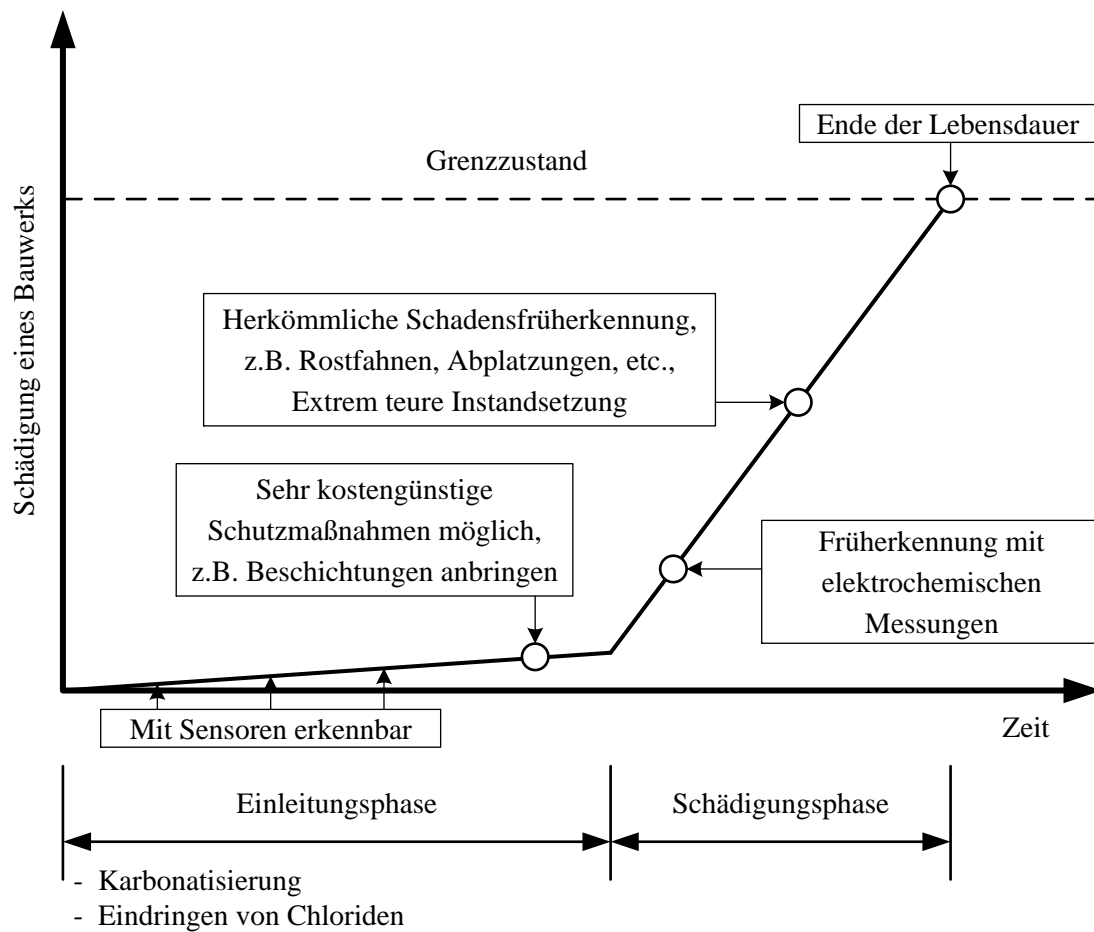 Ende der Lebensdauer
Grenzzustand
Schädigung eines Bauwerks
Herkömmliche Schadensfrüherkennung,
z.B. Rostfahnen, Abplatzungen, etc.,
Extrem teure Instandsetzung
Sehr kostengünstige
Schutzmaßnahmen möglich,
z.B. Beschichtungen anbringen
Früherkennung mit
elektrochemischen
Messungen
Mit Sensoren erkennbar
Zeit
Einleitungsphase
Schädigungsphase
- Karbonatisierung
- Eindringen von Chloriden